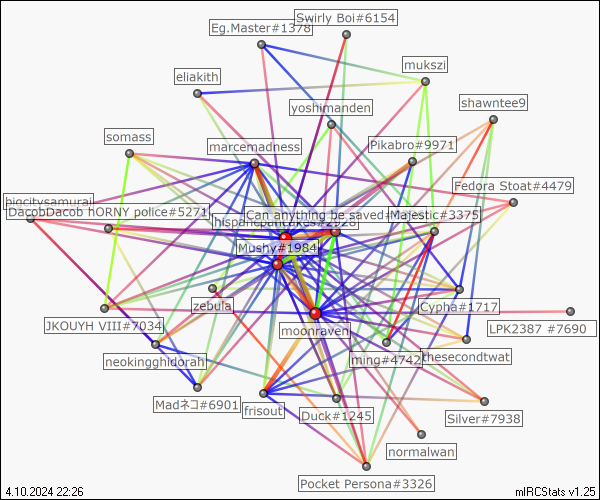 Swirly Boi#6154
Eg.Master#1378
mukszi
eliakith
shawntee9
yoshimanden
somass
marcemadness
Pikabro#9971
Fedora Stoat#4479
bigcitysamurai
DacobDacob hORNY police#5271
Can anything be saved
Majestic#3375
hispanicpancakes#2928
Mushy#1984
zebula
Cypha#1717
JKOUYH VIII#7034
moonraven
LPK2387 #7690
neokingghidorah
ming#4742
thesecondtwat
Madネコ#6901
frisout
Duck#1245
Silver#7938
normalwan
Pocket Persona#3326
4.10.2024 22:26
mIRCStats v1.25